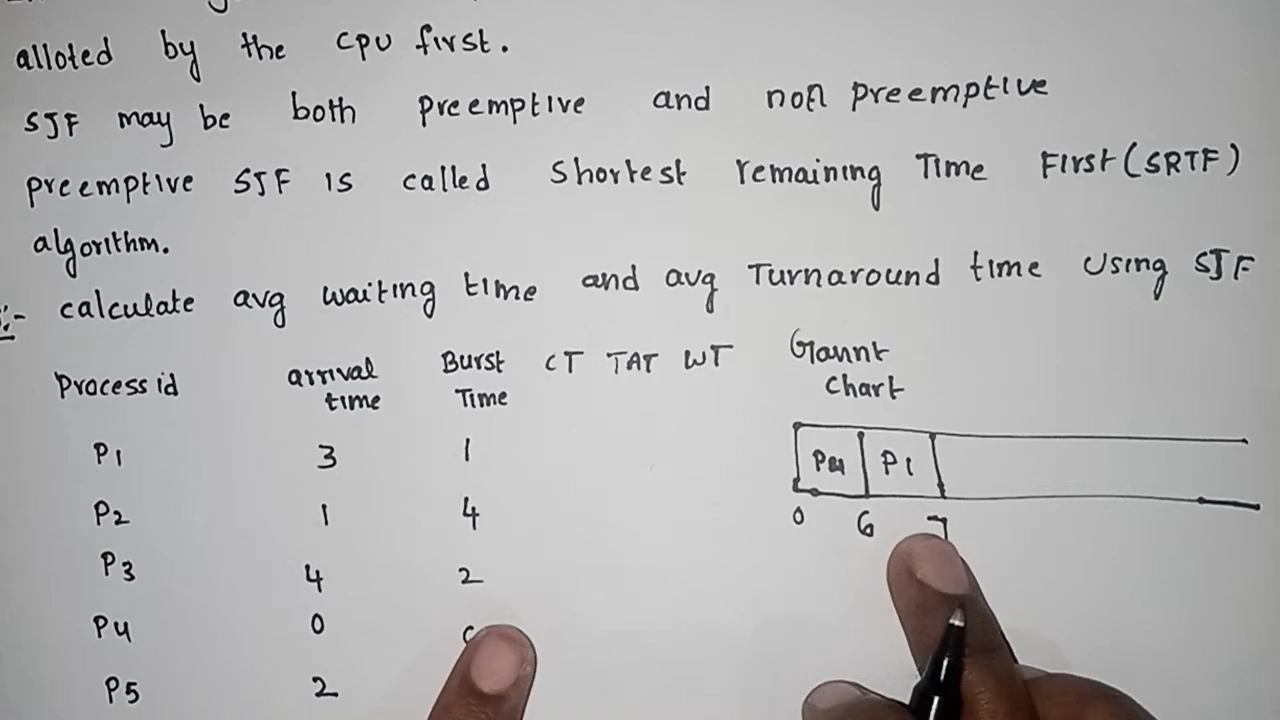 alloted by the CPU first.
SJF may be both preemptive and non preemptive
preemptive SJF is called Shortest remaining Time First (SRTF)
algorithm.
:- calculate avg waiting time and avg Turnaround time using SJF
Process id arrival time Burst Time CT TAT WT
Gannt chart
P1 3 1
P2 1 4
P3 4 2
P4 0
P5 2
P4 P1
0 6 7